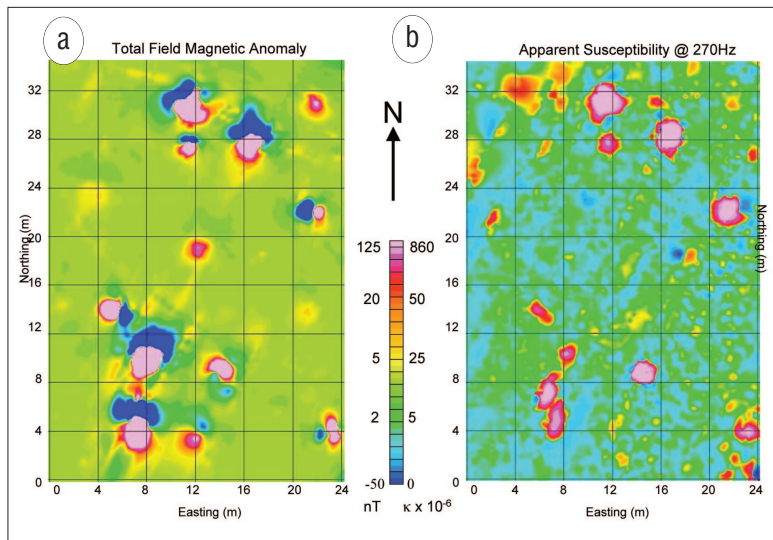 a
Total Field Magnetic Anomaly
b
Apparent Susceptibility @ 270Hz
32
28
24
20
16
12
8
4
0
Northing (m)
0 4 8 12 16 20 24
Easting (m)
N
125 860
20 50
5 25
2 5
-50 0
nT κ x 10-6
32
28
24
20
16
12
8
4
0
Northing (m)
0 4 8 12 16 20 24
Easting (m)